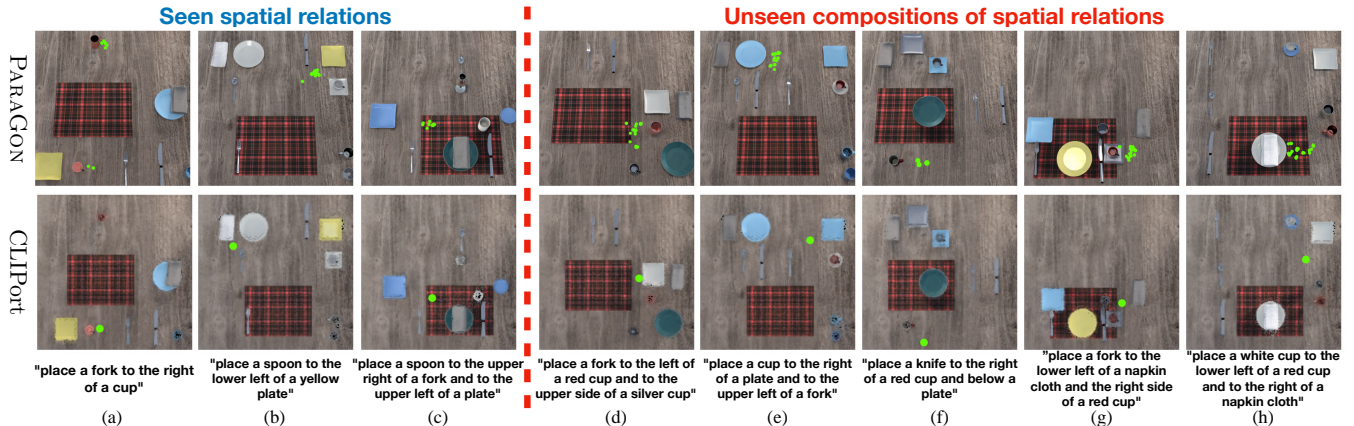 Seen spatial relations
Unseen compositions of spatial relations
PARAGON
CLIPort
"place a fork to the right
of a cup"
(a)
"place a spoon to the
lower left of a yellow
plate"
(b)
"place a spoon to the upper
right of a fork and to the
upper left of a plate"
(c)
"place a fork to the left of
a red cup and to the
upper side of a silver cup"
(d)
"place a cup to the right
of a plate and to the
upper left of a fork"
(e)
"place a knife to the right
of a red cup and below a
plate"
(f)
"place a fork to the
lower left of a napkin
cloth and the right side
of a red cup"
(g)
"place a white cup to the
lower left of a red cup
and to the right of a
napkin cloth"
(h)